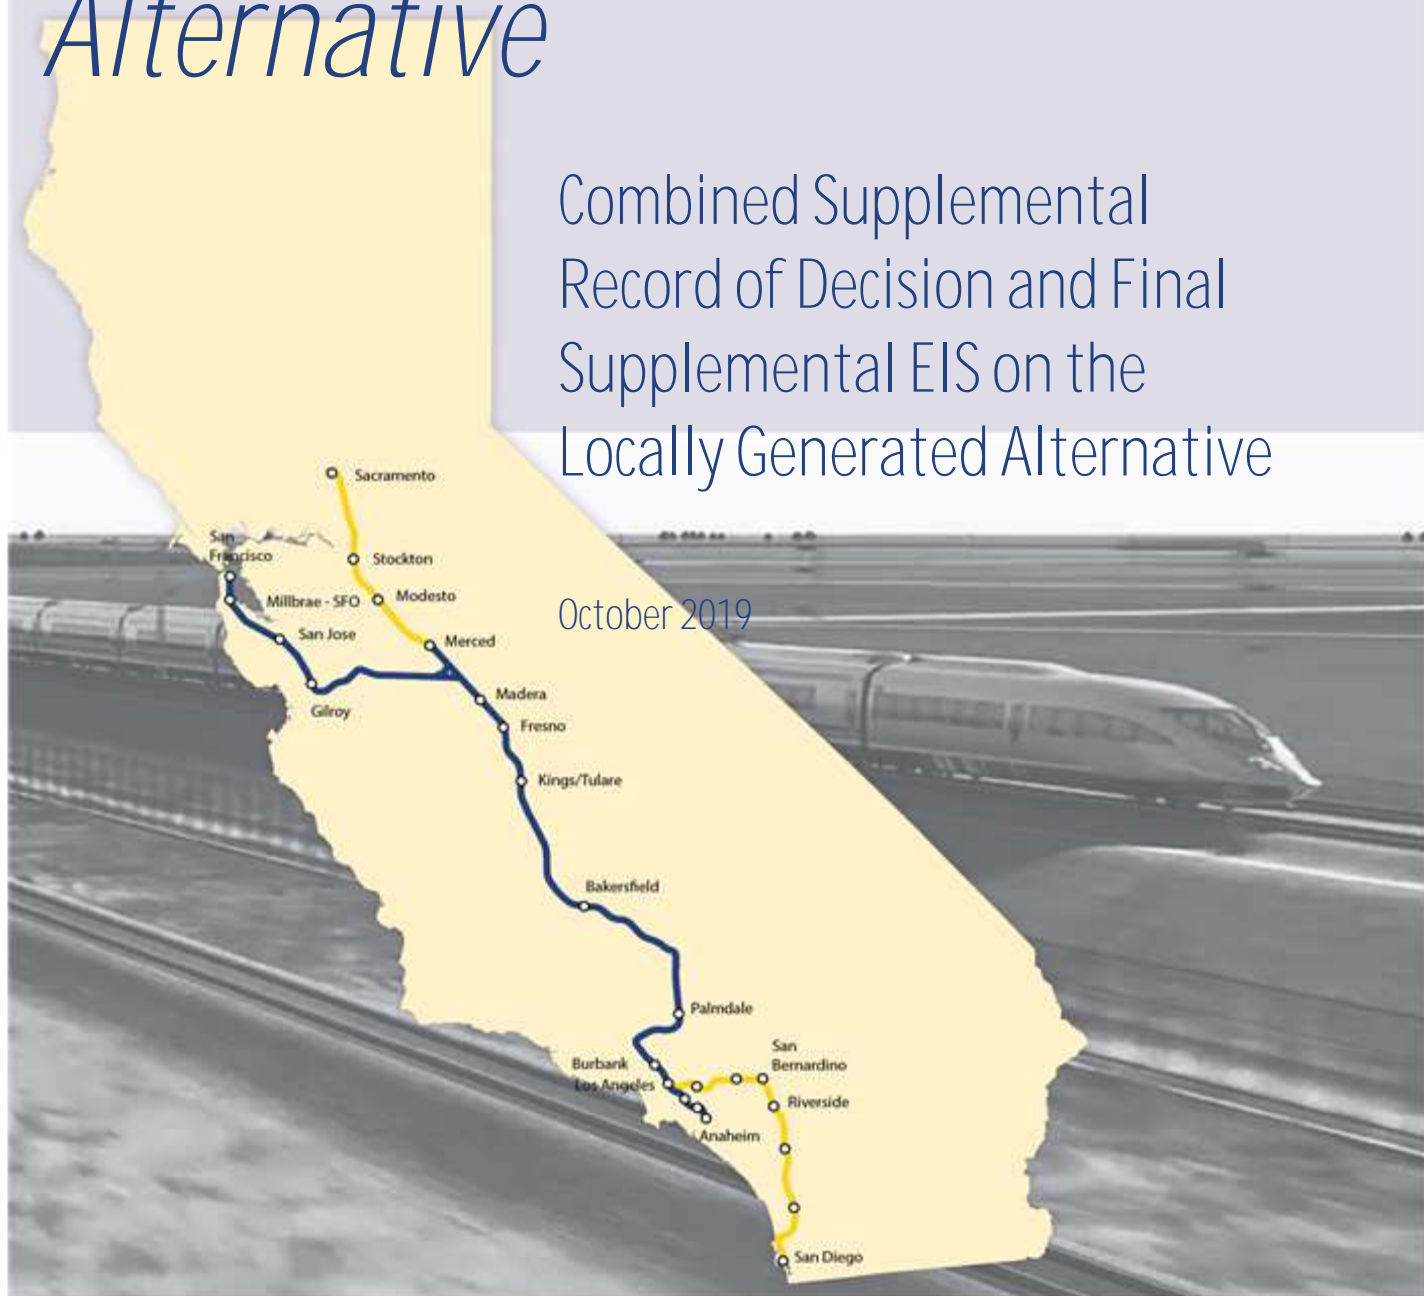 Alternative
Combined Supplemental
Record of Decision and Final
Supplemental EIS on the
Locally Generated Alternative
October 2019
Sacramento
San
Francisco
Stockton
Millbrae - SFO
Modesto
San Jose
Merced
Gilroy
Madera
Fresno
Kings/Tulare
Bakersfield
Palmdale
Burbank
Los Angeles
San
Bernardino
Riverside
Anaheim
San Diego